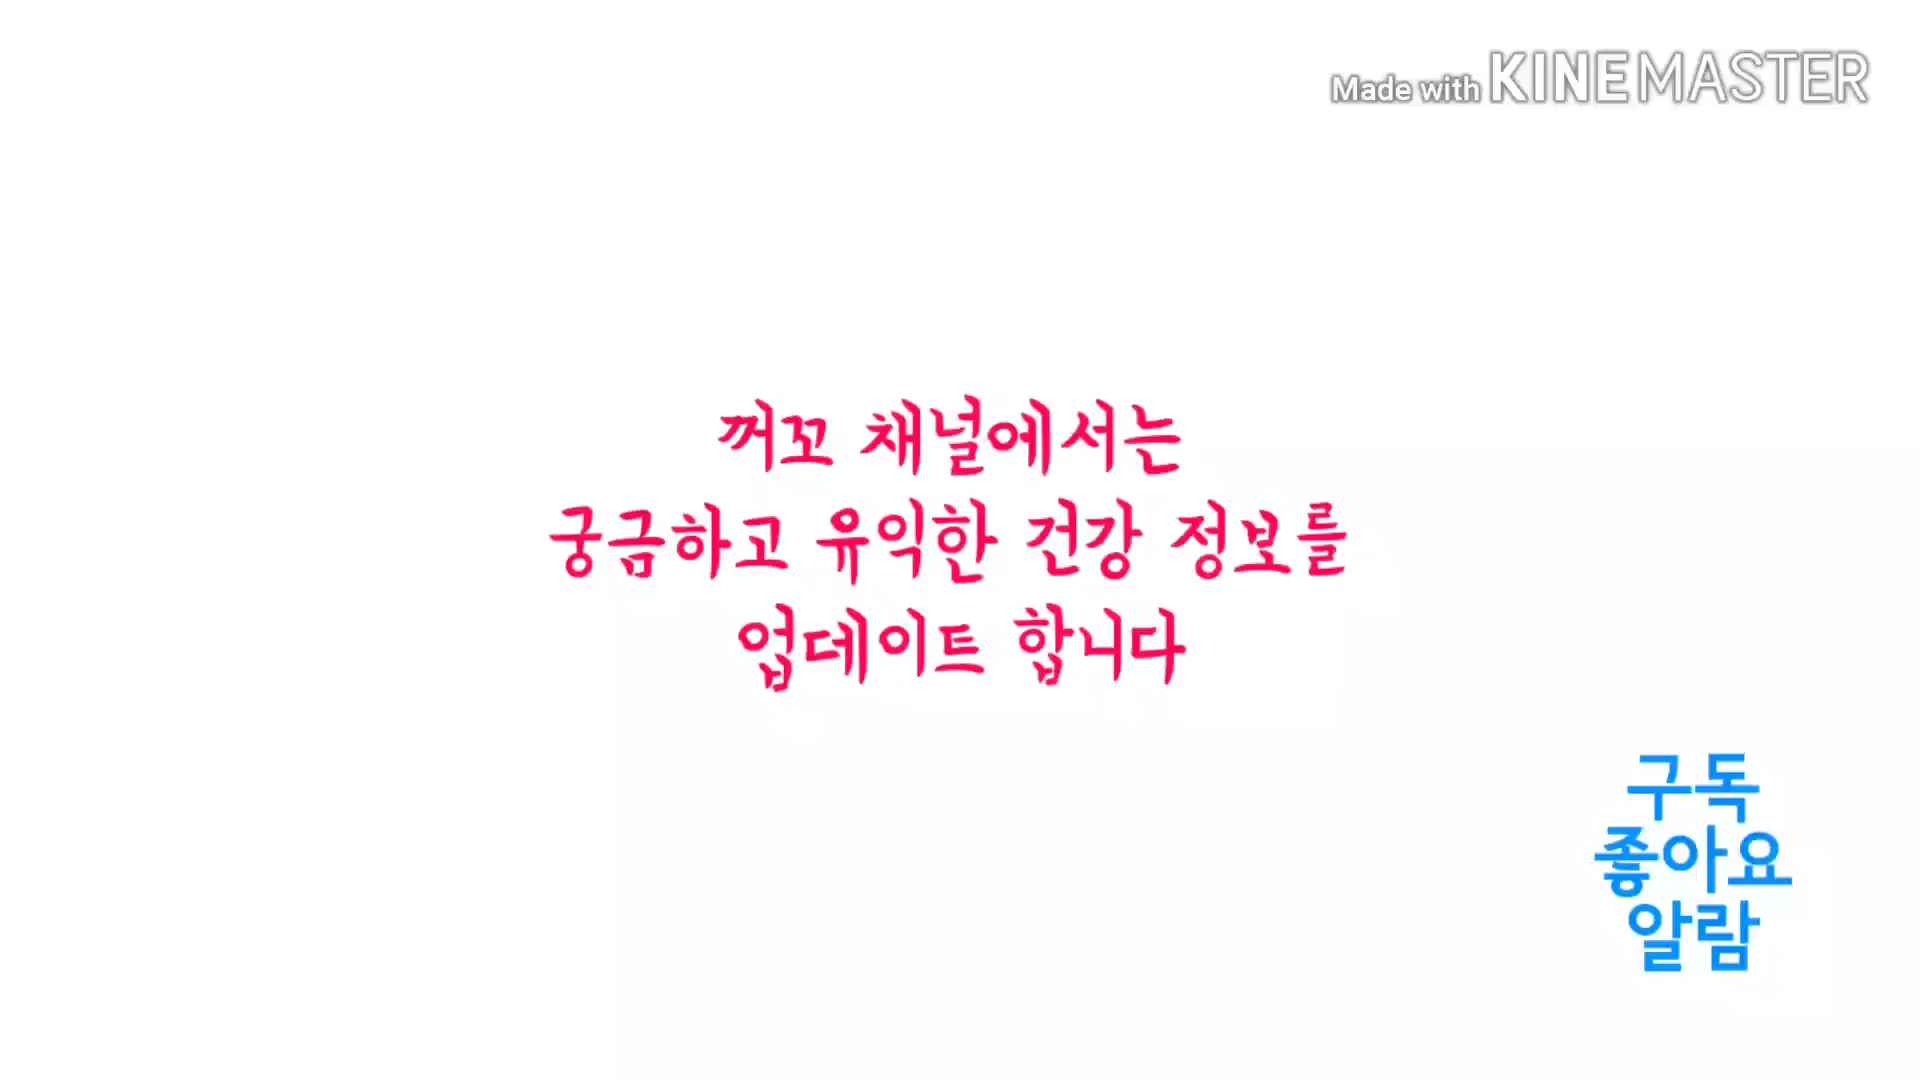 Made with KINEMASTER
꺼꼬 채널에서는
궁금하고 유익한 건강 정보를
업데이트 합니다
구독
좋아요
알람